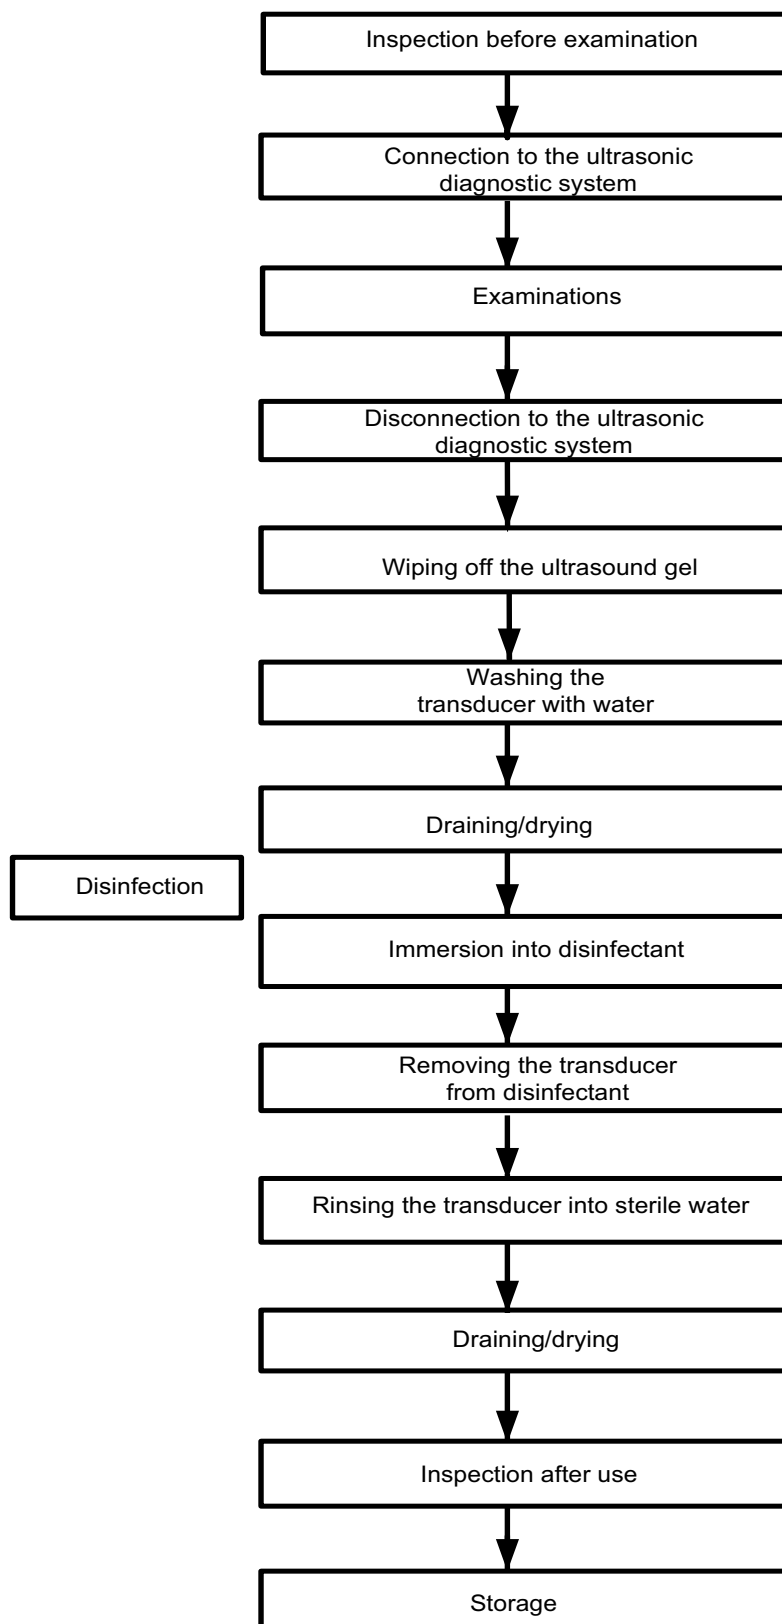 Inspection before examination
Connection to the ultrasonic
diagnostic system
Examinations
Disconnection to the ultrasonic
diagnostic system
Wiping off the ultrasound gel
Washing the
transducer with water
Draining/drying
Disinfection
Immersion into disinfectant
Removing the transducer
from disinfectant
Rinsing the transducer into sterile water
Draining/drying
Inspection after use
Storage